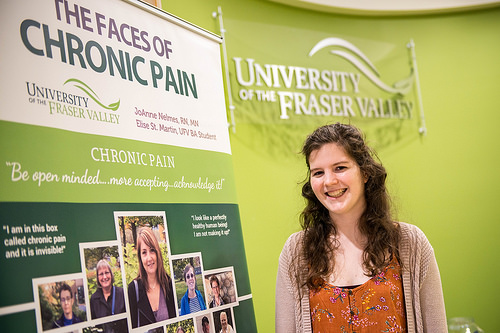 THE FACES OF
CHRONIC PAIN
UNIVERSITY
OF THE FRASER VALLEY
JoAnne Nelmes, RN, MN
Elise St. Martin, UFV BA Student
CHRONIC PAIN
"Be open minded....more accepting...acknowledge it!"
"I am in this box
called chronic pain
and it is invisible!"
"I look like a perfectly
healthy human being!
I am not making it up!"
UNIVERSITY
OF THE FRASER VALLEY